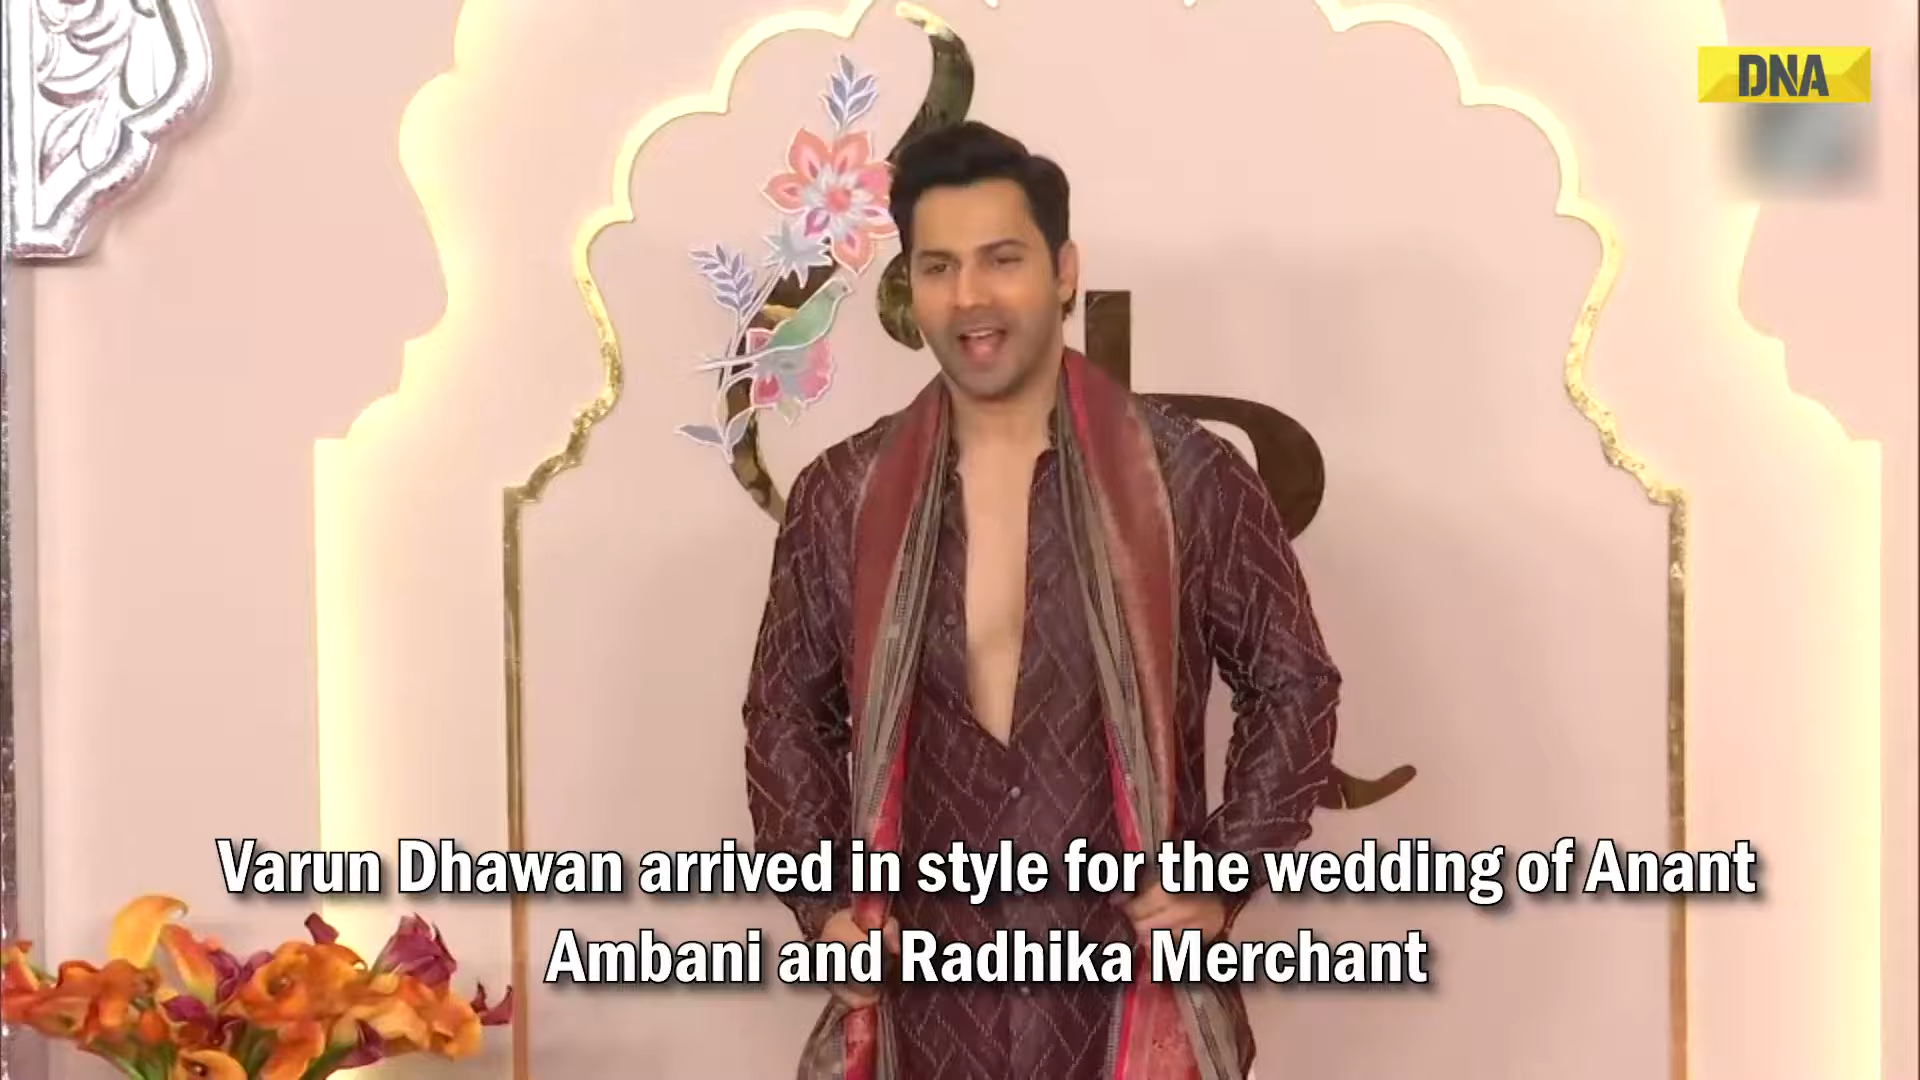 DNA
Varun Dhawan arrived in style for the wedding of Anant
Ambani and Radhika Merchant